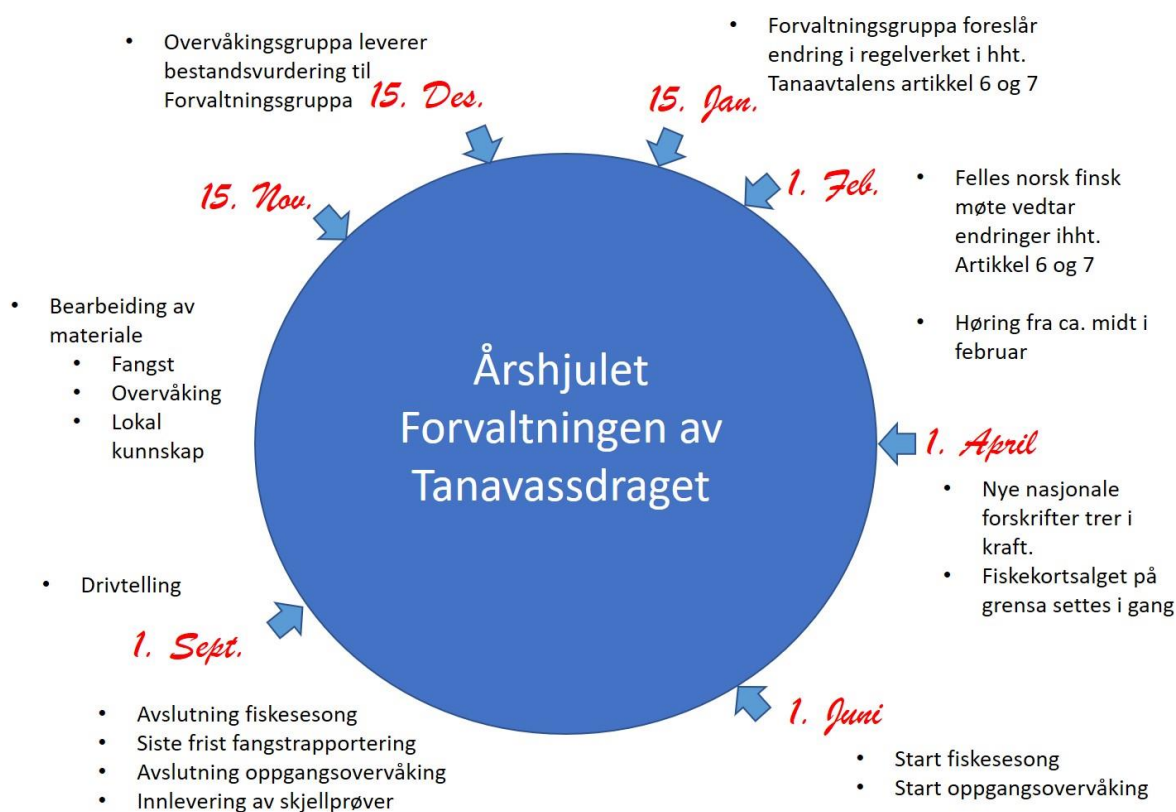 Årshjulet
Forvaltningen av
Tanavassdraget
15. Jan.
• Forvaltningsgruppa foreslår
endring i regelverket i hht.
Tanaavtalens artikkel 6 og 7
1. Feb.
• Felles norsk finsk
møte vedtar
endringer ihht.
Artikkel 6 og 7
• Høring fra ca. midt i
februar
1. April
• Nye nasjonale
forskrifter trer i
kraft.
• Fiskekortsalget på
grensa settes i gang
1. Juni
• Start fiskesesong
• Start oppgangsovervåking
• Drivtelling
1. Sept.
• Avslutning fiskesesong
• Siste frist fangstrapportering
• Avslutning oppgangsovervåking
• Innlevering av skjellprøver
15. Nov.
• Bearbeiding av
materiale
• Fangst
• Overvåking
• Lokal
kunnskap
• Overvåkingsgruppa leverer
bestandsvurdering til
Forvaltningsgruppa
15. Des.